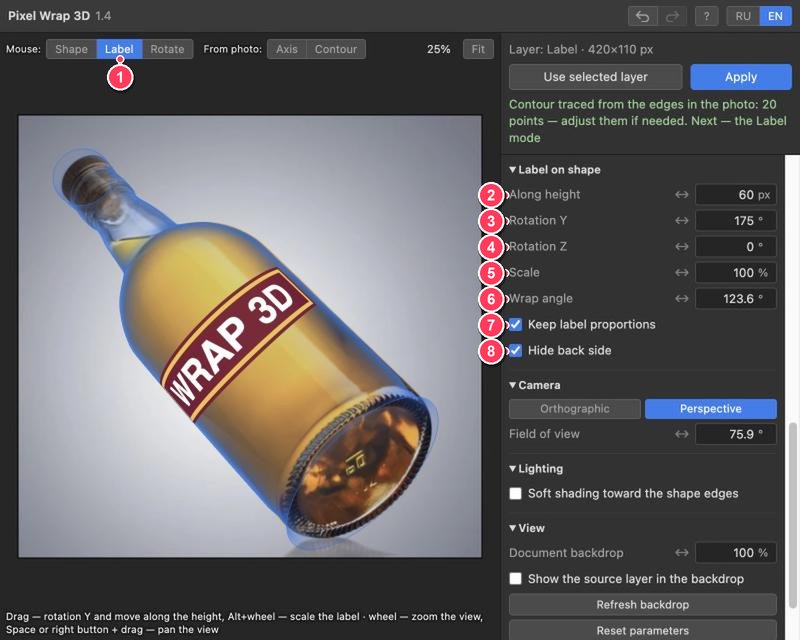 Pixel Wrap 3D 1.4
? RU EN
Mouse: Shape Label Rotate From photo: Axis Contour 25% Fit
1
Layer: Label · 420×110 px
Use selected layer Apply
Contour traced from the edges in the photo: 20
points — adjust them if needed. Next — the Label
mode
▼ Label on shape
2 Along height ↔ 60 px
3 Rotation Y ↔ 175 °
4 Rotation Z ↔ 0 °
5 Scale ↔ 100 %
6 Wrap angle ↔ 123.6 °
7 Keep label proportions
8 Hide back side
WRAP 3D
▼ Camera
Orthographic Perspective
Field of view ↔ 75.9 °
▼ Lighting
Soft shading toward the shape edges
▼ View
Document backdrop ↔ 100 %
Show the source layer in the backdrop
Refresh backdrop
Reset parameters
Drag — rotation Y and move along the height, Alt+wheel — scale the label · wheel — zoom the view,
Space or right button + drag — pan the view